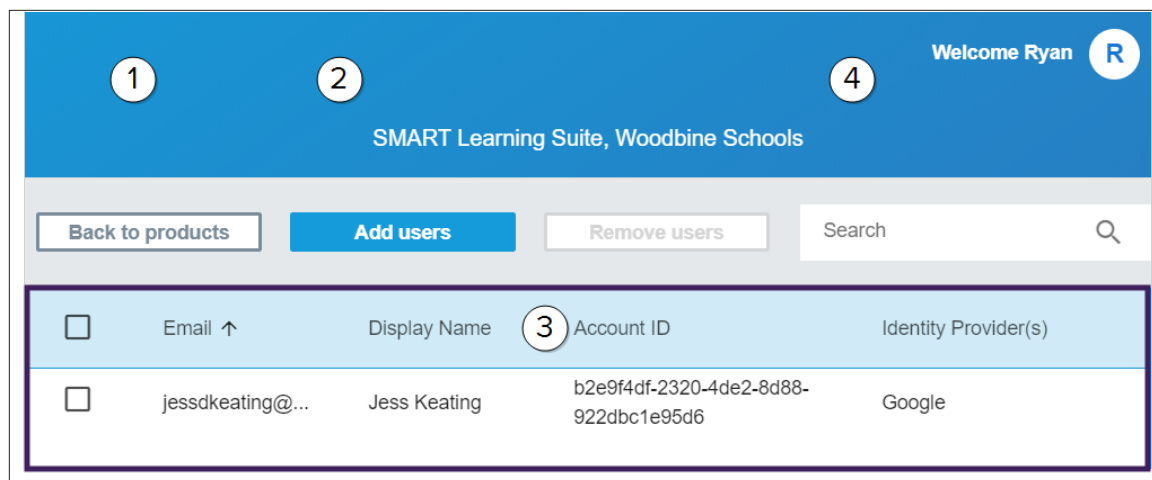 Welcome Ryan R
1 2 4
SMART Learning Suite, Woodbine Schools
Back to products Add users Remove users Search
Email ↑ Display Name 3 Account ID Identity Provider(s)
jessdkeating@... Jess Keating b2e9f4df-2320-4de2-8d88-
922dbc1e95d6 Google